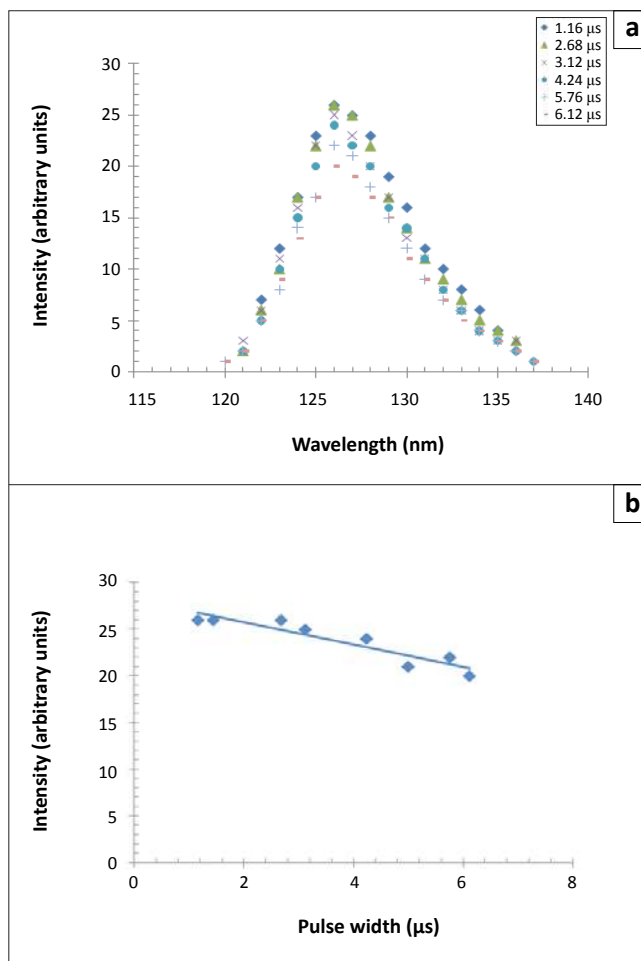 a
1.16 µs
2.68 µs
3.12 µs
4.24 µs
5.76 µs
6.12 µs
30
25
20
15
10
5
0
Intensity (arbitrary units)
115 120 125 130 135 140
Wavelength (nm)
b
30
25
20
15
10
5
0
Intensity (arbitrary units)
0 2 4 6 8
Pulse width (µs)